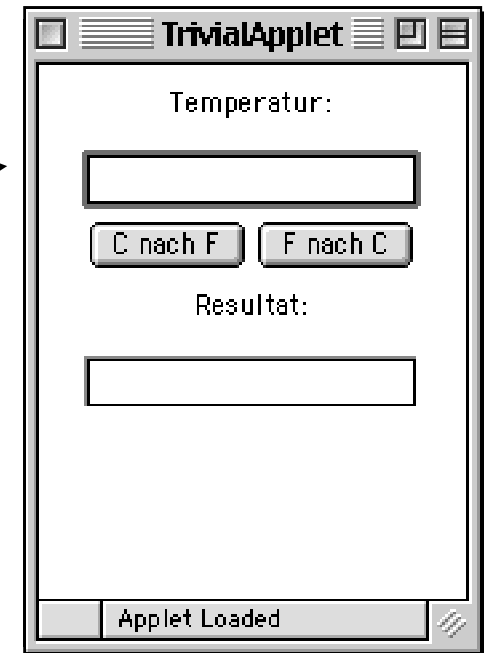 TrivialApplet
Temperatur:
C nach F F nach C
Resultat:
Applet Loaded